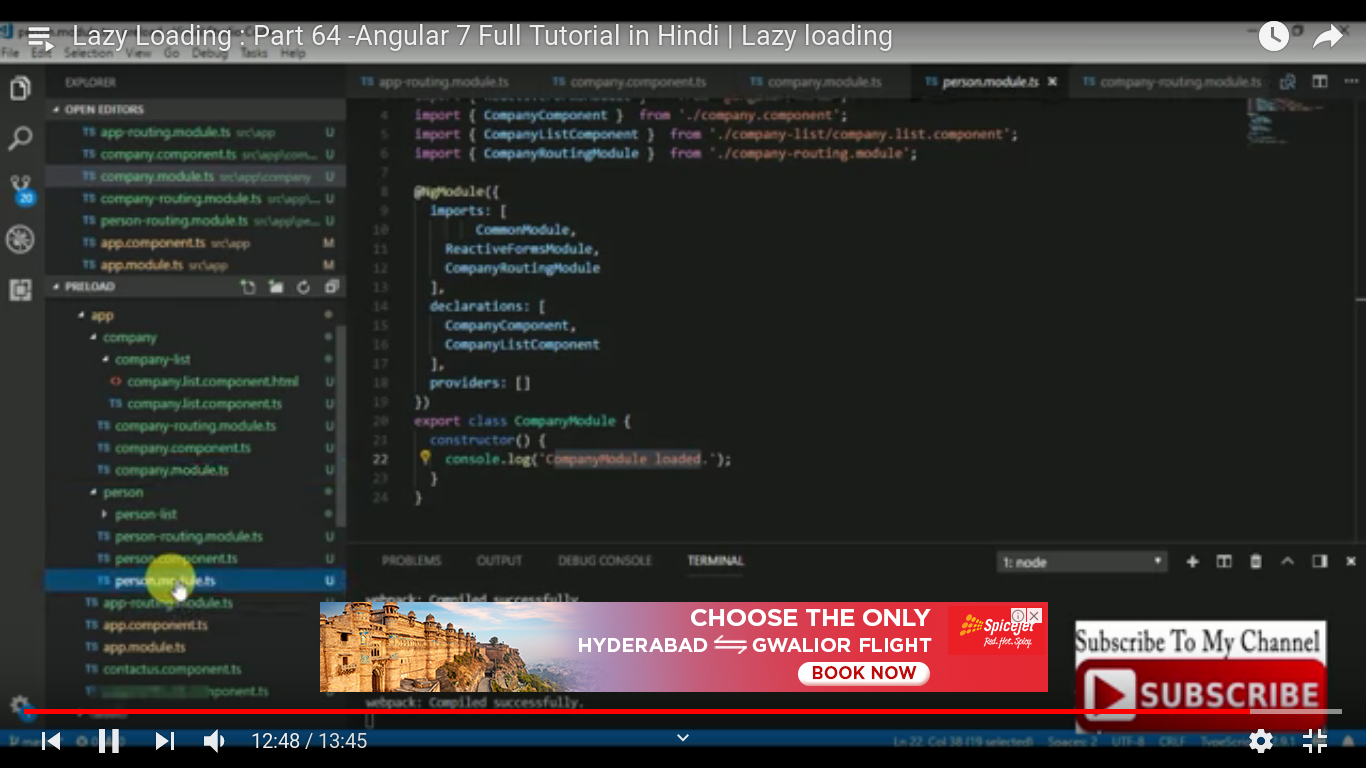 Lazy Loading : Part 64 -Angular 7 Full Tutorial in Hindi | Lazy loading
File Edit Selection View Go Debug Tasks Help
EXPLORER
OPEN EDITORS
TS app-routing.module.ts src\app U
TS company.component.ts src\app\com... U
TS company.module.ts src\app\company U
TS company-routing.module.ts src\app\... U
TS person-routing.module.ts src\app\pe... U
TS app.component.ts src\app M
TS app.module.ts src\app M
20
PRELOAD
app
company
company-list
<> company.list.component.html U
TS company.list.component.ts U
TS company-routing.module.ts U
TS company.component.ts U
TS company.module.ts U
person
person-list
TS person-routing.module.ts U
TS person.component.ts U
TS person.module.ts U
TS app-routing.module.ts U
TS app.component.ts
TS app.module.ts
TS contactus.component.ts
TS app-routing.module.ts TS company.component.ts TS company.module.ts TS person.module.ts × TS company-routing.module.ts ...
4 import { CompanyComponent } from './company.component';
5 import { CompanyListComponent } from './company-list/company.list.component';
6 import { CompanyRoutingModule } from './company-routing.module';
7
8 @NgModule({
9 imports: [
10 CommonModule,
11 ReactiveFormsModule,
12 CompanyRoutingModule
13 ],
14 declarations: [
15 CompanyComponent,
16 CompanyListComponent
17 ],
18 providers: []
19 })
20 export class CompanyModule {
21 constructor() {
22 console.log('CompanyModule loaded.');
23 }
24 }
PROBLEMS OUTPUT DEBUG CONSOLE TERMINAL 1: node
webpack: Compiled successfully.
CHOOSE THE ONLY
HYDERABAD GWALIOR FLIGHT
BOOK NOW
SpiceJet
Red. Hot. Spicy.
webpack: Compiled successfully.
Subscribe To My Channel
SUBSCRIBE
12:48 / 13:45
Ln 22, Col 38 (19 selected) Spaces: 2 UTF-8 CRLF TypeScript 2.9.1